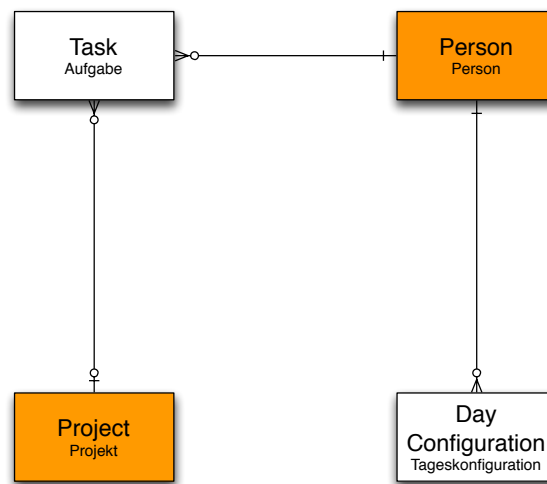 Task
Aufgabe
Person
Person
Project
Projekt
Day
Configuration
Tageskonfiguration